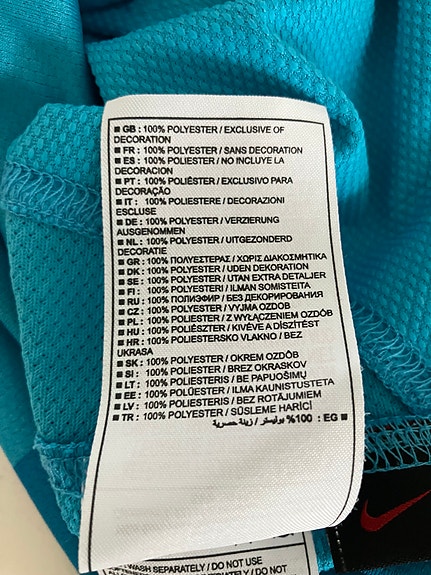 ■ GB : 100% POLYESTER / EXCLUSIVE OF
DECORATION
■ FR : 100% POLYESTER / SANS DECORATION
■ ES : 100% POLIESTER / NO INCLUYE LA
DECORACION
■ PT : 100% POLIÉSTER / EXCLUSIVO PARA
DECORAÇÃO
■ IT : 100% POLIESTERE / DECORAZIONI
ESCLUSE
■ DE : 100% POLYESTER / VERZIERUNG
AUSGENOMMEN
■ NL : 100% POLYESTER / UITGEZONDERD
DECORATIE
■ GR : 100% ΠΟΛΥΕΣΤΕΡΑΣ / ΧΩΡΙΣ ΔΙΑΚΟΣΜΗΤΙΚΑ
■ DK : 100% POLYESTER / UDEN DEKORATION
■ SE : 100% POLYESTER / UTAN EXTRA DETALJER
■ FI : 100% POLYESTERI / ILMAN SOMISTEITA
■ RU : 100% ПОЛИЭФИР / БЕЗ ДЕКОРИРОВАНИЯ
■ CZ : 100% POLYESTER / VYJMA OZDOB
■ PL : 100% POLIESTER / Z WYŁĄCZENIEM OZDÓB
■ HU : 100% POLIÉSZTER / KIVÉVE A DÍSZÍTÉST
■ HR : 100% POLIESTERSKO VLAKNO / BEZ
UKRASA
■ SK : 100% POLYESTER / OKREM OZDÔB
■ SI : 100% POLIESTER / BREZ OKRASKOV
■ LT : 100% POLIESTERIS / BE PAPUOŠIMŲ
■ EE : 100% POLÜESTER / ILMA KAUNISTUSTETA
■ LV : 100% POLIESTERIS / BEZ ROTĀJUMIEM
■ TR : 100% POLYESTER / SÜSLEME HARİCİ
■ EG : 100% بوليستر / زينة حصرية
WASH SEPARATELY / DO NOT USE